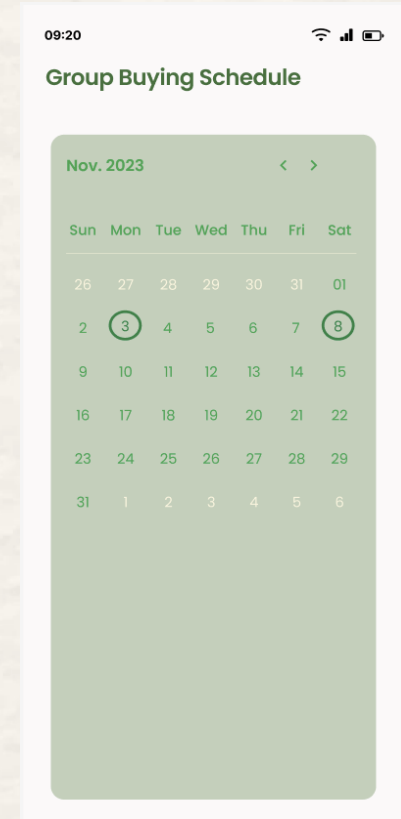 09:20
Group Buying Schedule
Nov. 2023
Sun Mon Tue Wed Thu Fri Sat
26 27 28 29 30 31 01
2 3 4 5 6 7 8
9 10 11 12 13 14 15
16 17 18 19 20 21 22
23 24 25 26 27 28 29
31 1 2 3 4 5 6